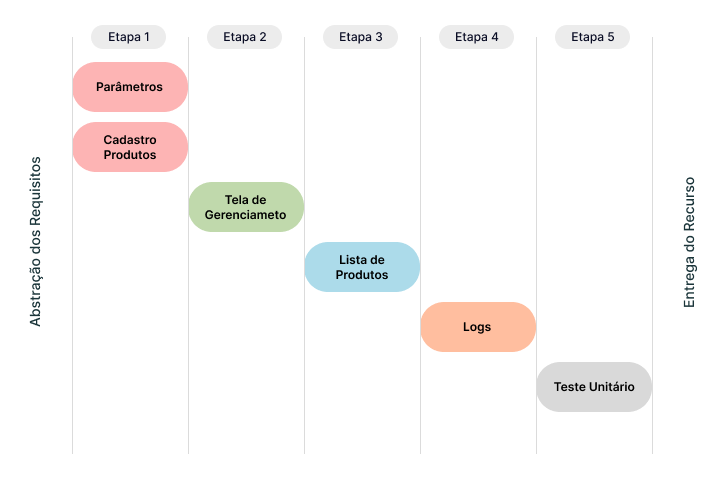 Etapa 1
Etapa 2
Etapa 3
Etapa 4
Etapa 5
Parâmetros
Cadastro
Produtos
Tela de
Gerenciameto
Lista de
Produtos
Logs
Teste Unitário
Abstração dos Requisitos
Entrega do Recurso